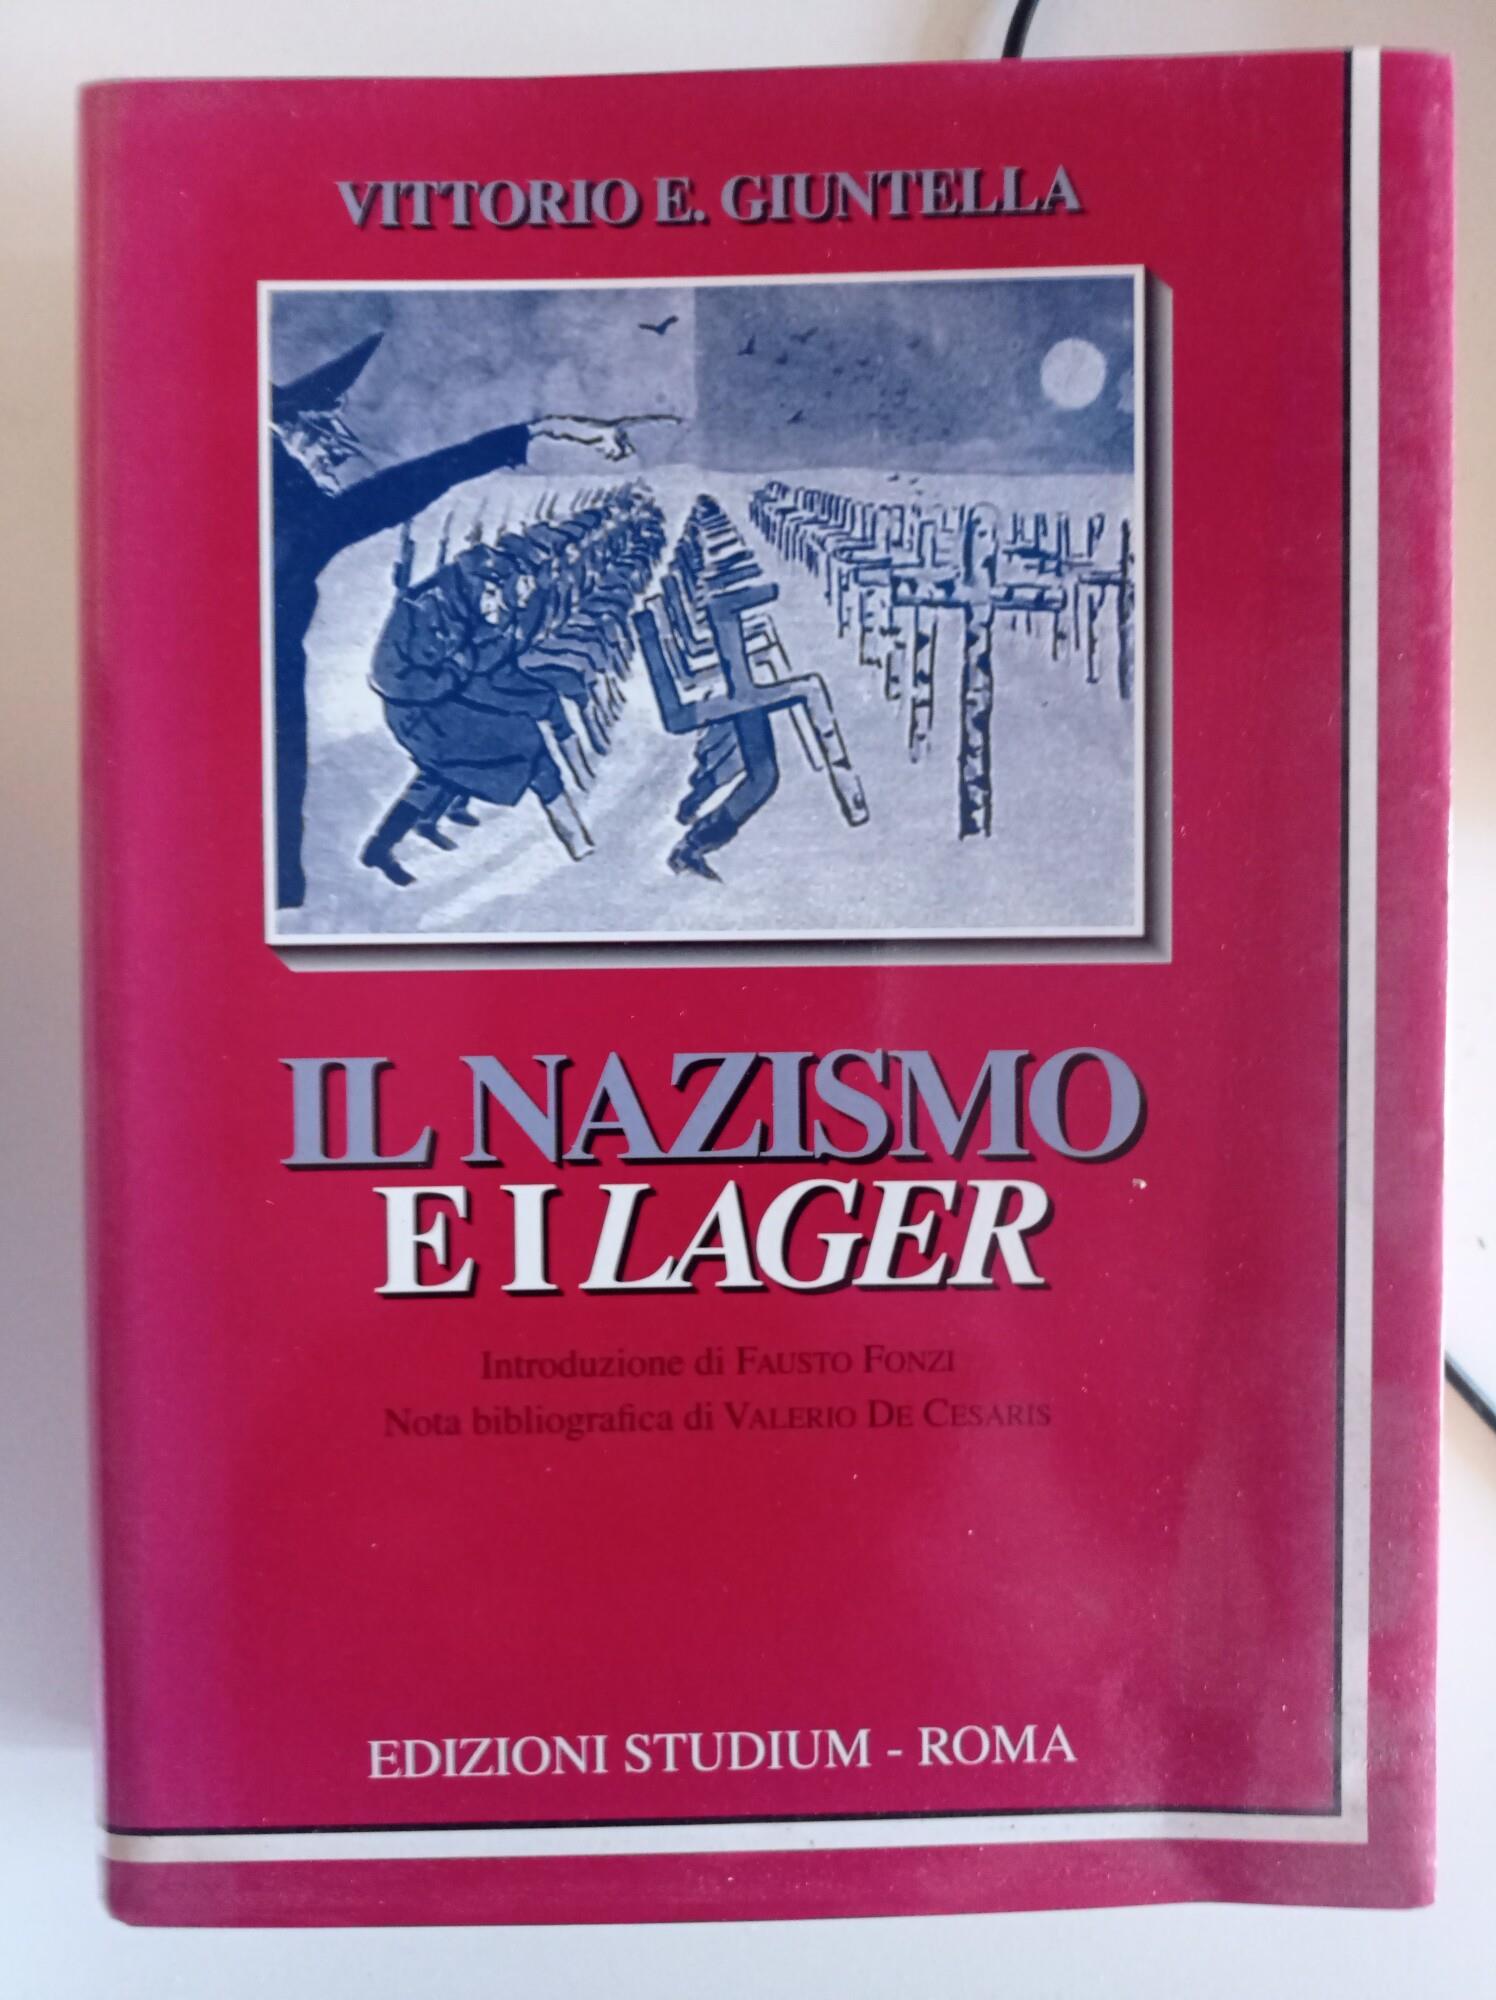 VITTORIO E. GIUNTELLA
IL NAZISMO
E I LAGER
Introduzione di FAUSTO FONZI
Nota bibliografica di VALERIO DE CESARIS
EDIZIONI STUDIUM - ROMA